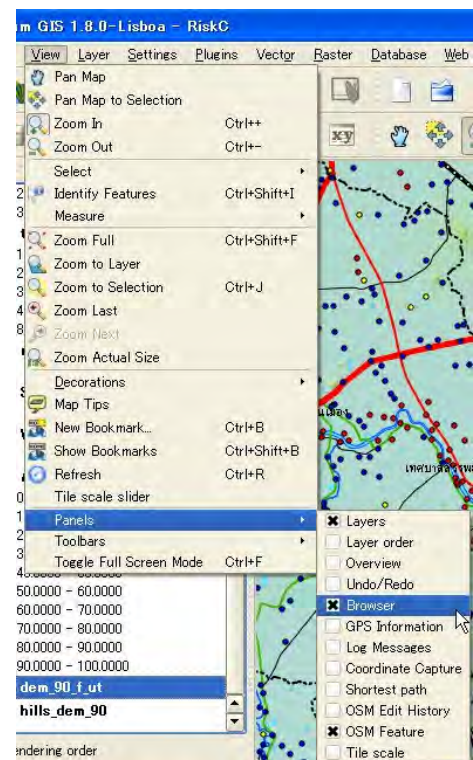 um GIS 1.8.0-Lisboa - RiskC
View Layer Settings Plugins Vector Raster Database Web
Pan Map
Pan Map to Selection
Zoom In Ctrl++
Zoom Out Ctrl+-
Select
Identify Features Ctrl+Shift+I
Measure
Zoom Full Ctrl+Shift+F
Zoom to Layer
Zoom to Selection Ctrl+J
Zoom Last
Zoom Next
Zoom Actual Size
Decorations
Map Tips
New Bookmark... Ctrl+B
Show Bookmarks Ctrl+Shift+B
Refresh Ctrl+R
Tile scale slider
Panels
Toolbars
Toggle Full Screen Mode Ctrl+F
Layers
Layer order
Overview
Undo/Redo
Browser
GPS Information
Log Messages
Coordinate Capture
Shortest path
OSM Edit History
OSM Feature
Tile scale
50.0000 - 60.0000
60.0000 - 70.0000
70.0000 - 80.0000
80.0000 - 90.0000
90.0000 - 100.0000
dem_90_f_ut
hills_dem_90
endering order